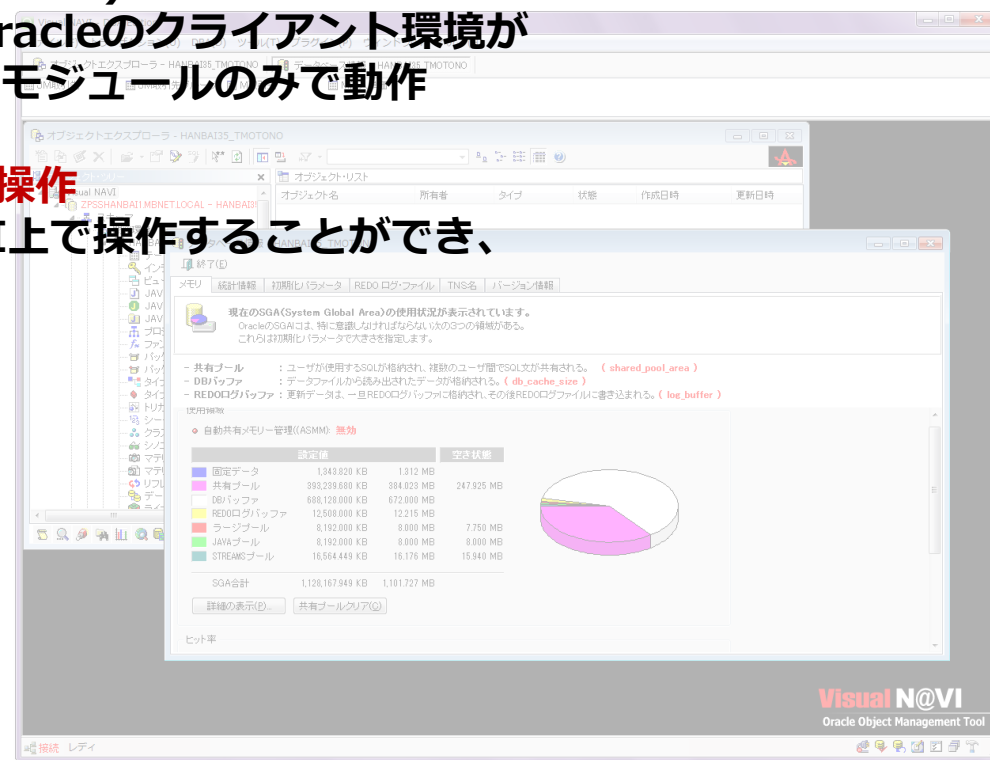 racleのクライアント環境が
モジュールのみで動作
操作
上で操作することができ、
オブジェクトエクスプローラ - HANBAI35_TMOTONO
オブジェクト・リスト
オブジェクト名 所有者 タイプ 状態 作成日時 更新日時
終了(E)
メモリ 統計情報 初期化パラメータ REDO ログ・ファイル TNS名 バージョン情報
現在のSGA(System Global Area)の使用状況が表示されています。
OracleのSGAには、特に意識しなければならない次の3つの領域がある。
これらは初期化パラメータで大きさを指定します。
- 共有プール : ユーザが使用するSQLが格納され、複数のユーザ間でSQL文が共有される。 ( shared_pool_area )
- DBバッファ : データファイルから読み出されたデータが格納される。( db_cache_size )
- REDOログバッファ : 更新データは、一旦REDOログバッファに格納され、その後REDOログファイルに書き込まれる。( log_buffer )
使用領域
自動共有メモリー管理((ASMM): 無効
設定値 空き状態
固定データ 1,343.820 KB 1.312 MB
共有プール 393,239.688 KB 384.023 MB 247.925 MB
DBバッファ 688,128.000 KB 672.000 MB
REDOログバッファ 12,508.000 KB 12.215 MB
ラージプール 8,192.000 KB 8.000 MB 7.750 MB
JAVAプール 8,192.000 KB 8.000 MB 8.000 MB
STREAMSプール 16,564.449 KB 16.176 MB 15.940 MB
SGA合計 1,128,167.949 KB 1,101.727 MB
詳細の表示(P)... 共有プールクリア(Q)
ヒット率
Visual N@VI
Oracle Object Management Tool
接続 レディ